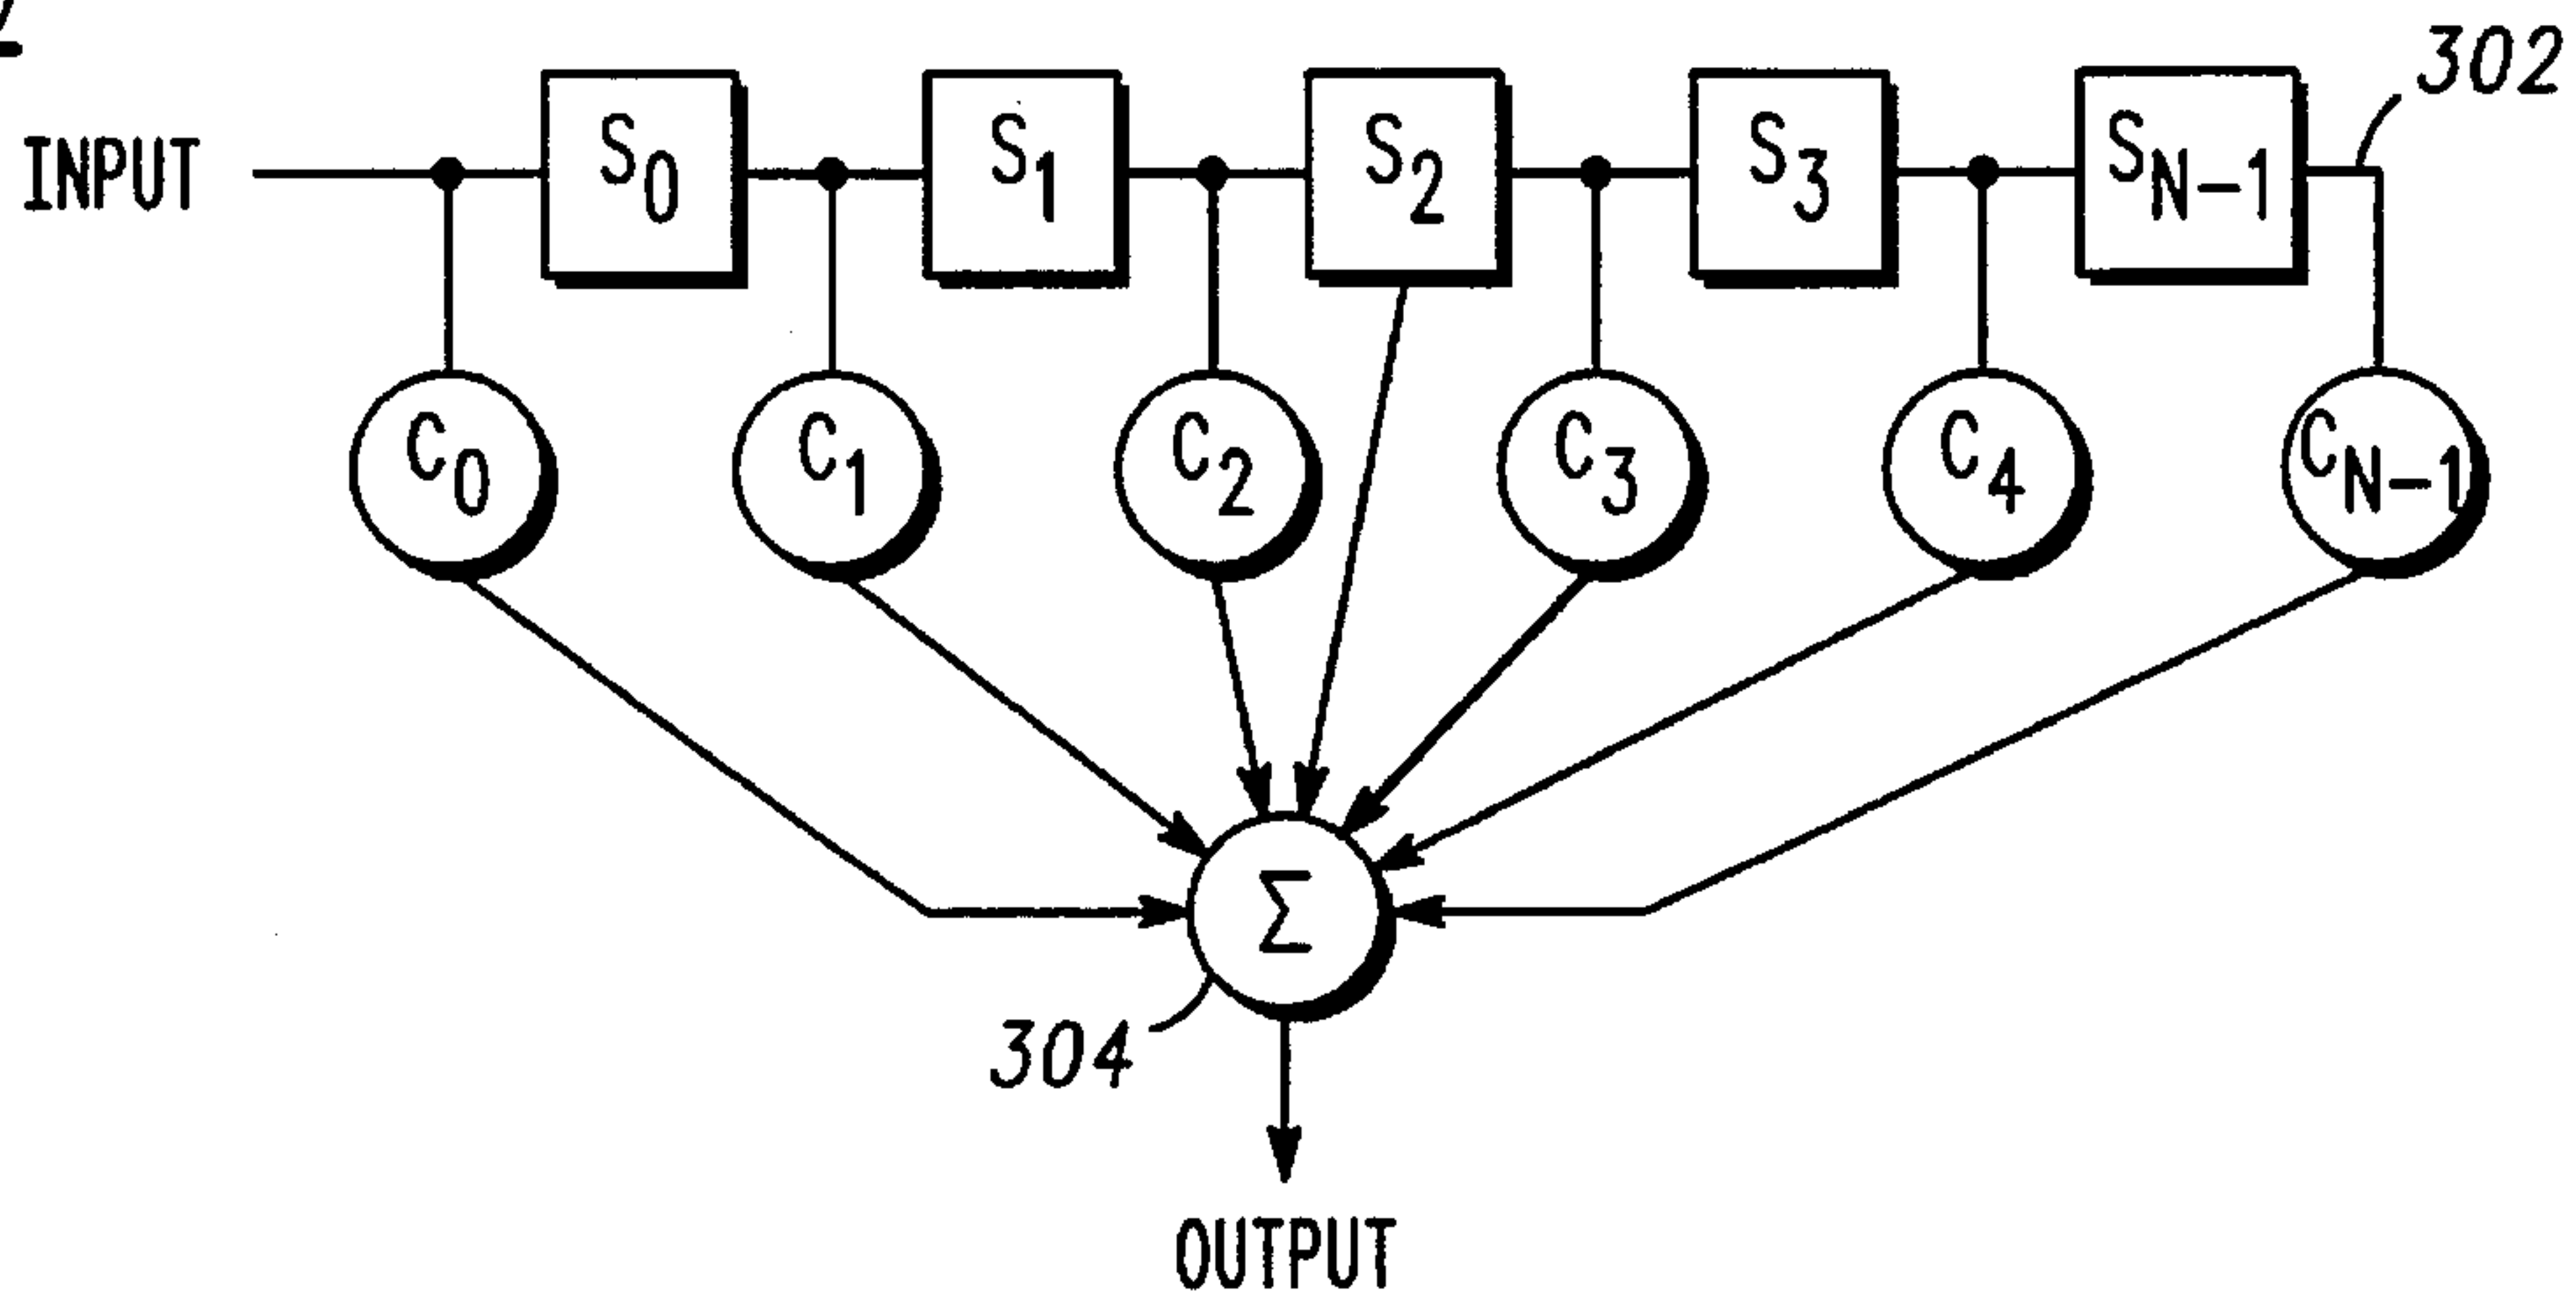 302
INPUT S0 S1 S2 S3 SN-1
C0 C1 C2 C3 C4 CN-1
Σ
304
OUTPUT